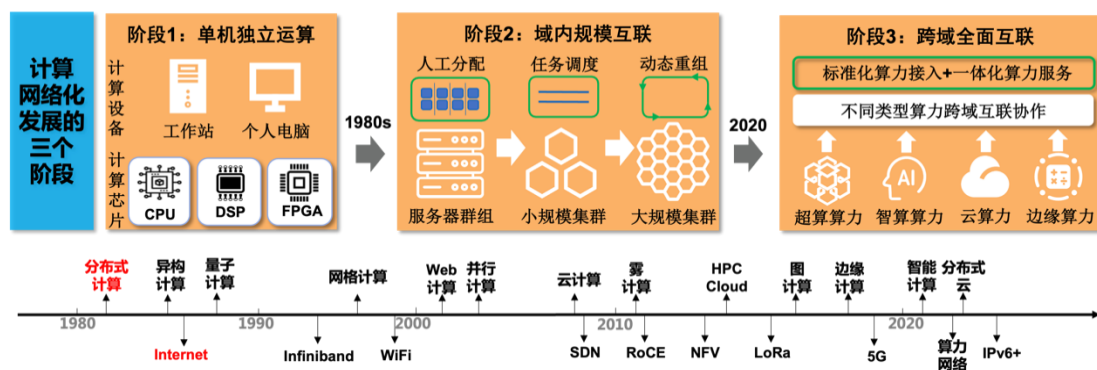 计算
网络化
发展的
三个
阶段
阶段1：单机独立运算
计算设备
工作站
个人电脑
计算芯片
CPU
DSP
FPGA
1980s
阶段2：域内规模互联
人工分配
任务调度
动态重组
服务器群组
小规模集群
大规模集群
2020
阶段3：跨域全面互联
标准化算力接入+一体化算力服务
不同类型算力跨域互联协作
AI
超算算力
智算算力
云算力
边缘算力
分布式
计算
异构
计算
量子
计算
网格计算
Web
计算
并行
计算
云计算
雾
计算
HPC
Cloud
图
计算
边缘
计算
智能
计算
分布式
云
1980
1990
2000
2010
2020
Internet
Infiniband
WiFi
SDN
RoCE
NFV
LoRa
5G
算力
网络
IPv6+